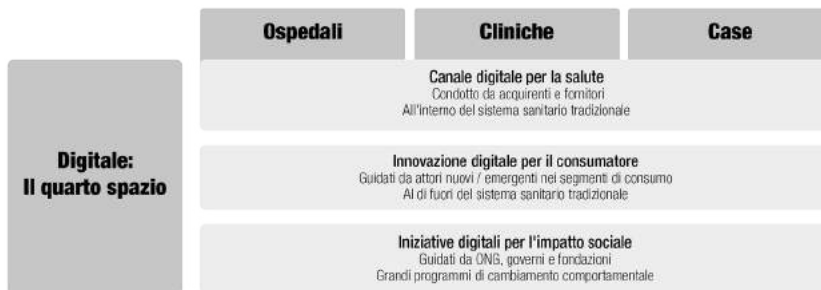 Ospedali
Cliniche
Case
Digitale:
Il quarto spazio
Canale digitale per la salute
Condotto da acquirenti e fornitori
All'interno del sistema sanitario tradizionale
Innovazione digitale per il consumatore
Guidati da attori nuovi / emergenti nei segmenti di consumo
Al di fuori del sistema sanitario tradizionale
Iniziative digitali per l'impatto sociale
Guidati da ONG, governi e fondazioni
Grandi programmi di cambiamento comportamentale